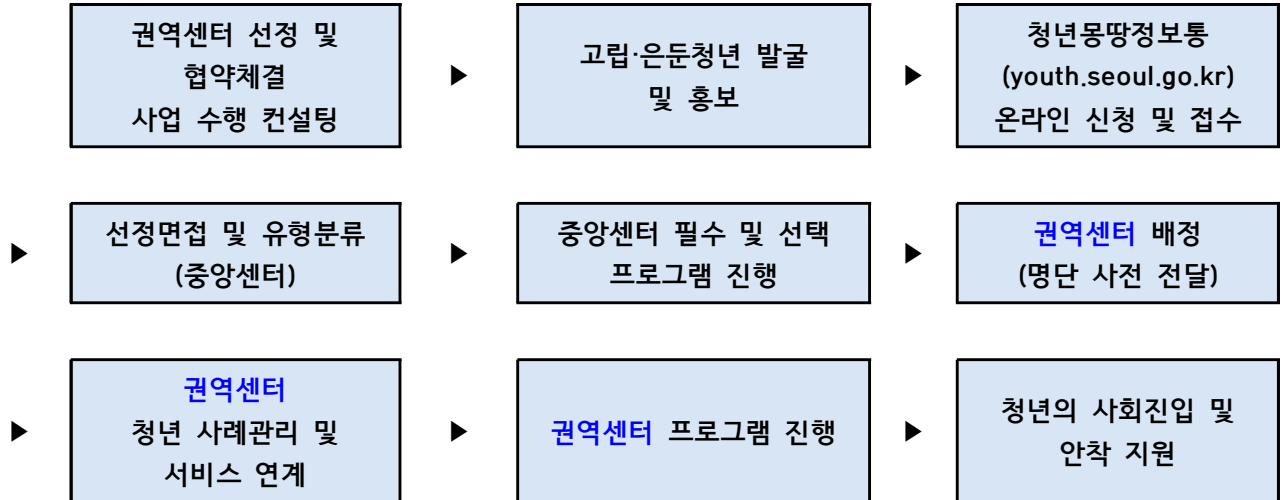 권역센터 선정 및
협약체결
사업 수행 컨설팅
▶
고립·은둔청년 발굴
및 홍보
▶
청년몽땅정보통
(youth.seoul.go.kr)
온라인 신청 및 접수
▶
선정면접 및 유형분류
(중앙센터)
▶
중앙센터 필수 및 선택
프로그램 진행
▶
권역센터 배정
(명단 사전 전달)
▶
권역센터
청년 사례관리 및
서비스 연계
▶
권역센터 프로그램 진행
▶
청년의 사회진입 및
안착 지원